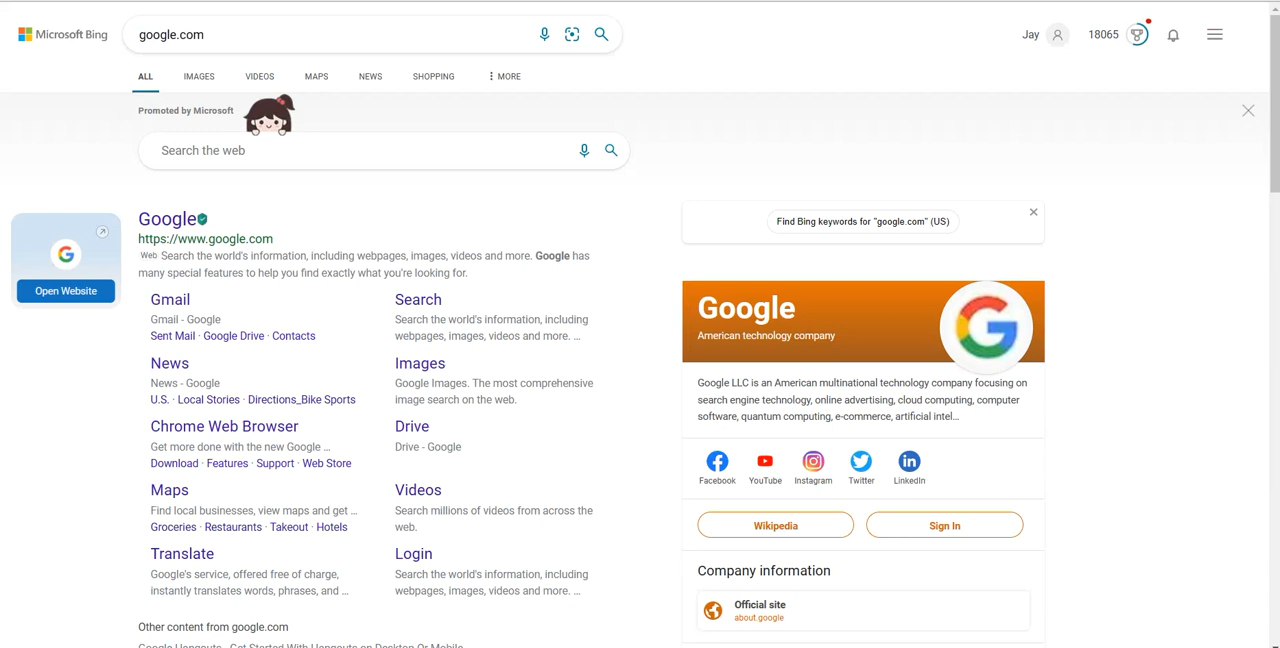 Microsoft Bing
google.com
Jay
18065
ALL
IMAGES
VIDEOS
MAPS
NEWS
SHOPPING
MORE
Promoted by Microsoft
Search the web
Open Website
Google
https://www.google.com
Web Search the world's information, including webpages, images, videos and more. Google has
many special features to help you find exactly what you're looking for.
Gmail
Gmail - Google
Sent Mail · Google Drive · Contacts
Search
Search the world's information, including
webpages, images, videos and more. ...
News
News - Google
U.S. · Local Stories · Directions_Bike Sports
Images
Google Images. The most comprehensive
image search on the web.
Chrome Web Browser
Get more done with the new Google ...
Download · Features · Support · Web Store
Drive
Drive - Google
Maps
Find local businesses, view maps and get ...
Groceries · Restaurants · Takeout · Hotels
Videos
Search millions of videos from across the
web.
Translate
Google's service, offered free of charge,
instantly translates words, phrases, and ...
Login
Search the world's information, including
webpages, images, videos and more. ...
Other content from google.com
Google Hangouts - Get Started With Hangouts on Desktop Or Mobile
Find Bing keywords for "google.com" (US)
Google
American technology company
Google LLC is an American multinational technology company focusing on
search engine technology, online advertising, cloud computing, computer
software, quantum computing, e-commerce, artificial intel...
Facebook
YouTube
Instagram
Twitter
LinkedIn
Wikipedia
Sign In
Company information
Official site
about.google